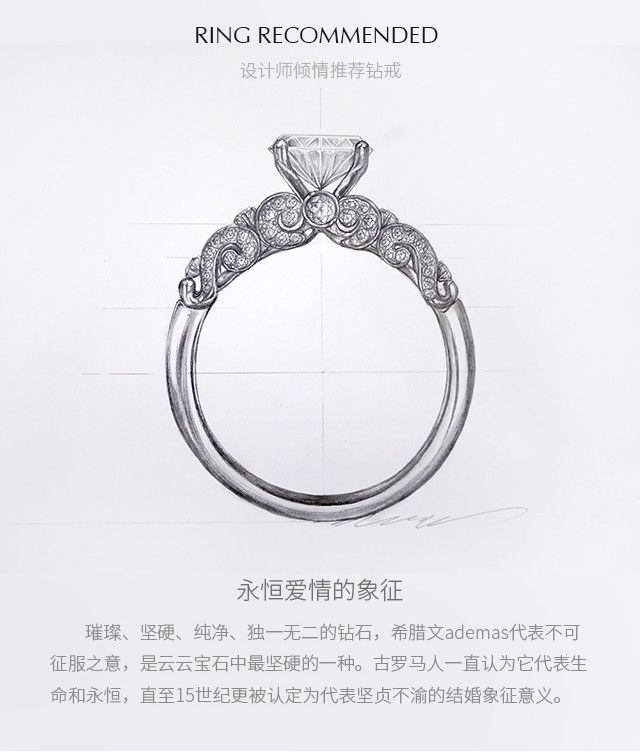 RING RECOMMENDED
设计师倾情推荐钻戒
永恒爱情的象征
璀璨、坚硬、纯净、独一无二的钻石，希腊文ademas代表不可
征服之意，是云云宝石中最坚硬的一种。古罗马人一直认为它代表生
命和永恒，直至15世纪更被认定为代表坚贞不渝的结婚象征意义。